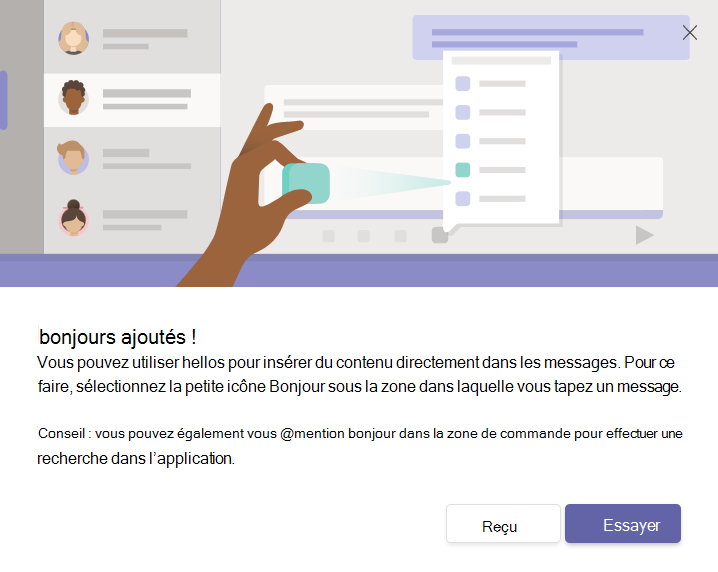 bonjours ajoutés !
Vous pouvez utiliser hellos pour insérer du contenu directement dans les messages. Pour ce
faire, sélectionnez la petite icône Bonjour sous la zone dans laquelle vous tapez un message.
Conseil : vous pouvez également vous @mention bonjour dans la zone de commande pour effectuer une
recherche dans l’application.
Reçu
Essayer